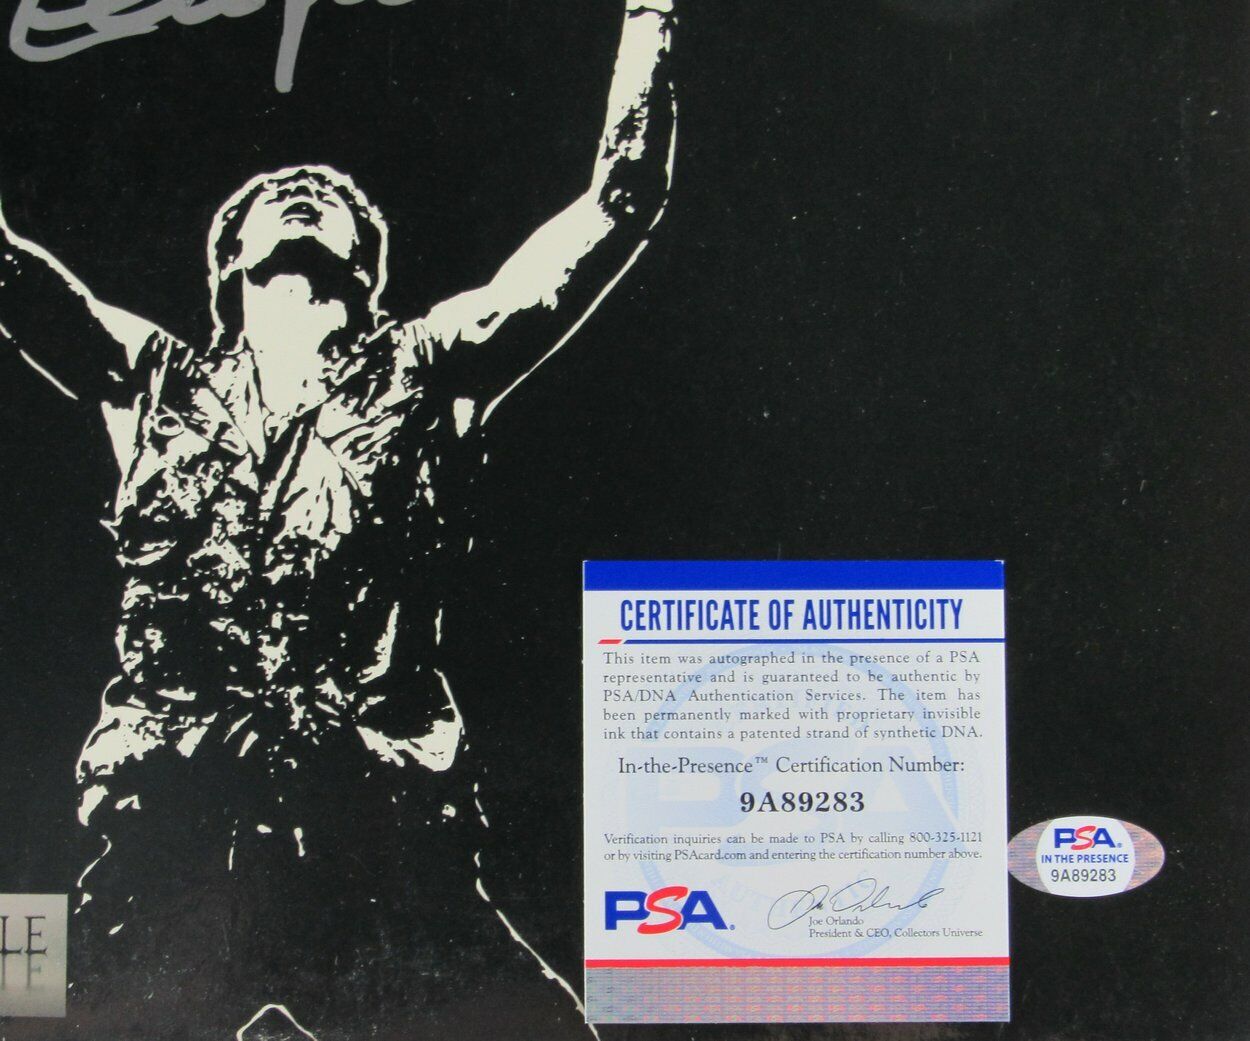 CERTIFICATE OF AUTHENTICITY
This item was autographed in the presence of a PSA
representative and is guaranteed to be authentic by
PSA/DNA Authentication Services. The item has
been permanently marked with proprietary invisible
ink that contains a patented strand of synthetic DNA.
In-the-Presence™ Certification Number:
9A89283
Verification inquiries can be made to PSA by calling 800-325-1121
or by visiting PSAcard.com and entering the certification number above.
PSA.
Joe Orlando
President & CEO, Collectors Universe
PSA.
IN THE PRESENCE
9A89283
LE